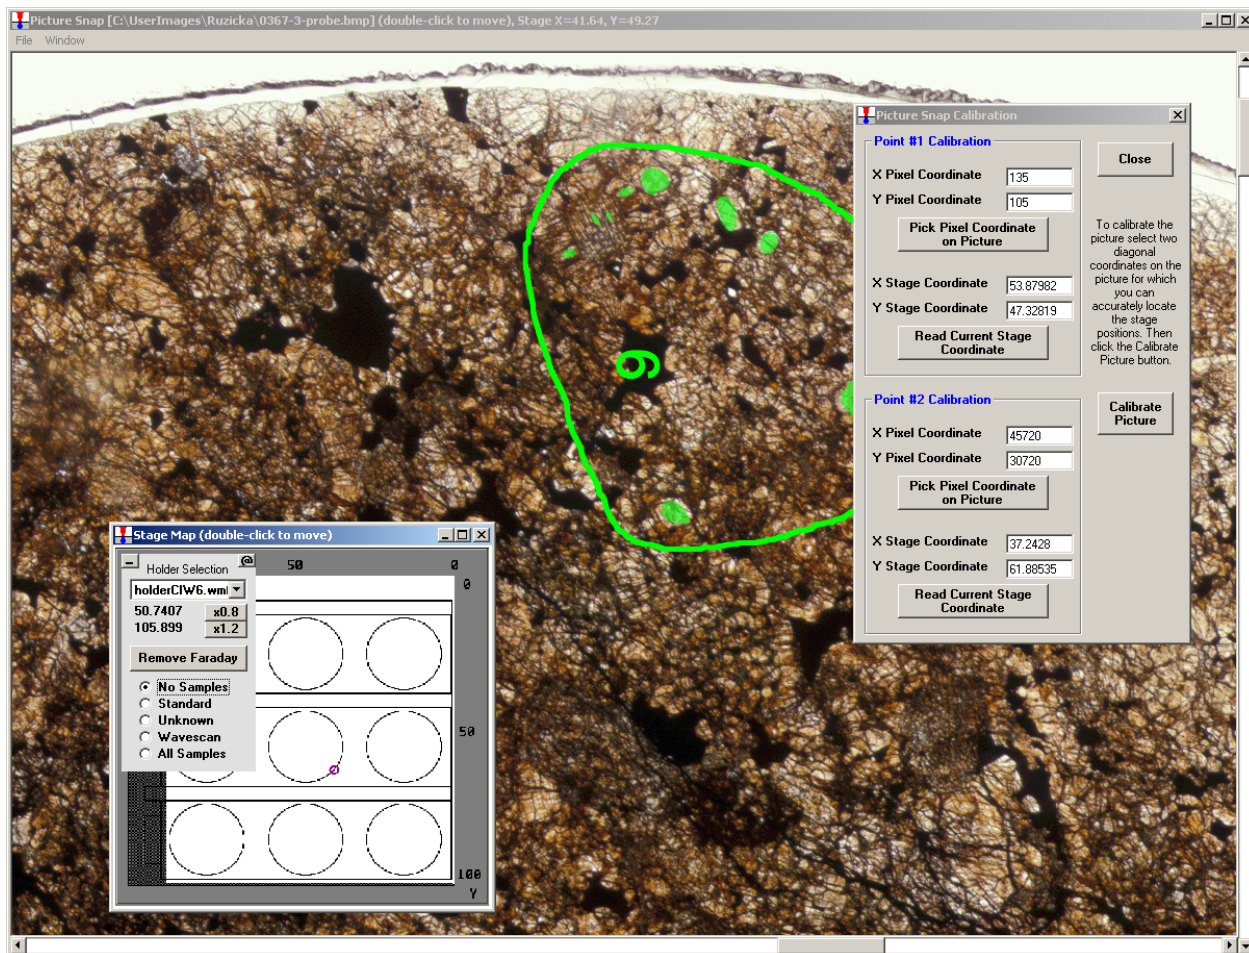 Picture Snap [C:\UserImages\Ruzicka\0367-3-probe.bmp] (double-click to move), Stage X=41.64, Y=49.27
File Window
9
Picture Snap Calibration
Point #1 Calibration
X Pixel Coordinate 135
Y Pixel Coordinate 105
Pick Pixel Coordinate
on Picture
X Stage Coordinate 53.87982
Y Stage Coordinate 47.32819
Read Current Stage
Coordinate
Point #2 Calibration
X Pixel Coordinate 45720
Y Pixel Coordinate 30720
Pick Pixel Coordinate
on Picture
X Stage Coordinate 37.2428
Y Stage Coordinate 61.88535
Read Current Stage
Coordinate
Close
To calibrate the
picture select two
diagonal
coordinates on the
picture for which
you can
accurately locate
the stage
positions. Then
click the Calibrate
Picture button.
Calibrate
Picture
Stage Map (double-click to move)
@
Holder Selection
holderCIW6.wml
50.7407 x0.8
105.899 x1.2
Remove Faraday
No Samples
Standard
Unknown
Wavescan
All Samples
50 0
0
50
100
Y